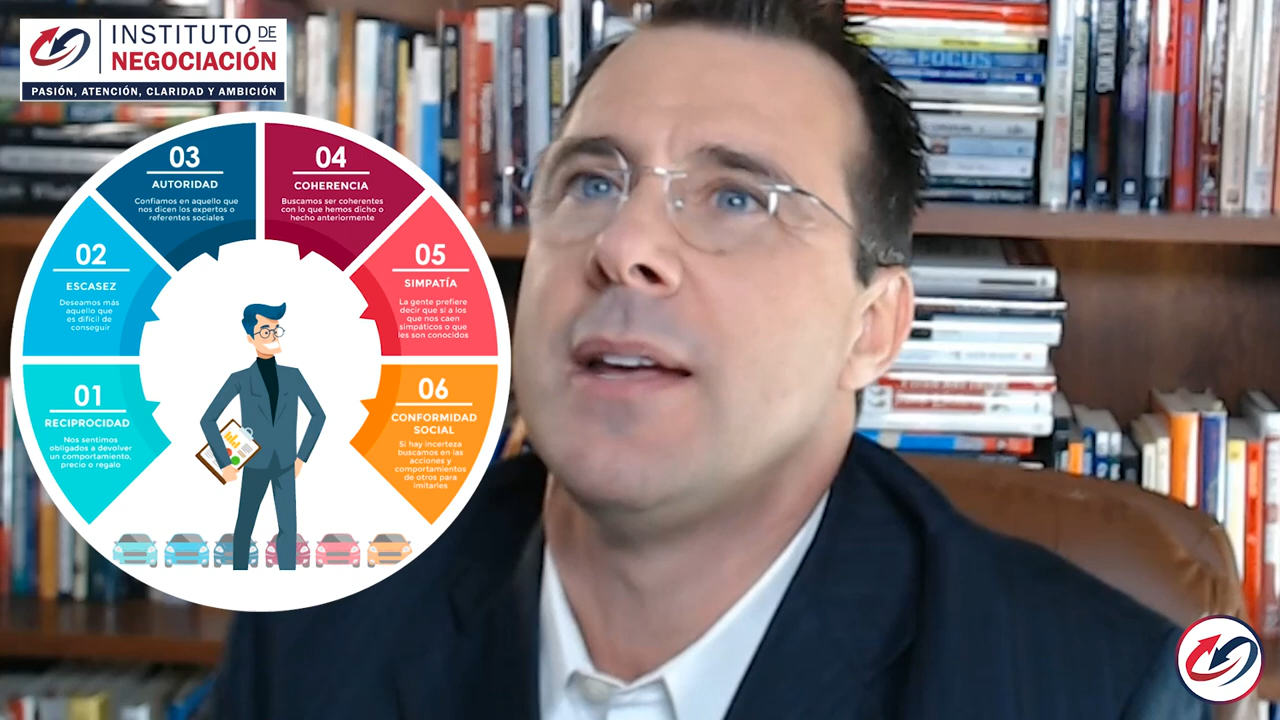 INSTITUTO DE
NEGOCIACIÓN
PASIÓN, ATENCIÓN, CLARIDAD Y AMBICIÓN
03
AUTORIDAD
Confiamos en aquello que
nos dicen los expertos o
referentes sociales
04
COHERENCIA
Buscamos ser coherentes
con lo que hemos dicho o
hecho anteriormente
02
ESCASEZ
Deseamos más
aquello que
es difícil de
conseguir
05
SIMPATÍA
La gente prefiere
decir que sí a los
que nos caen
simpáticos o que
les son conocidos
01
RECIPROCIDAD
Nos sentimos
obligados a devolver
un comportamiento,
precio o regalo
06
CONFORMIDAD
SOCIAL
Si hay incerteza
buscamos en las
acciones y
comportamientos
de otros para
imitarles
FOCUS